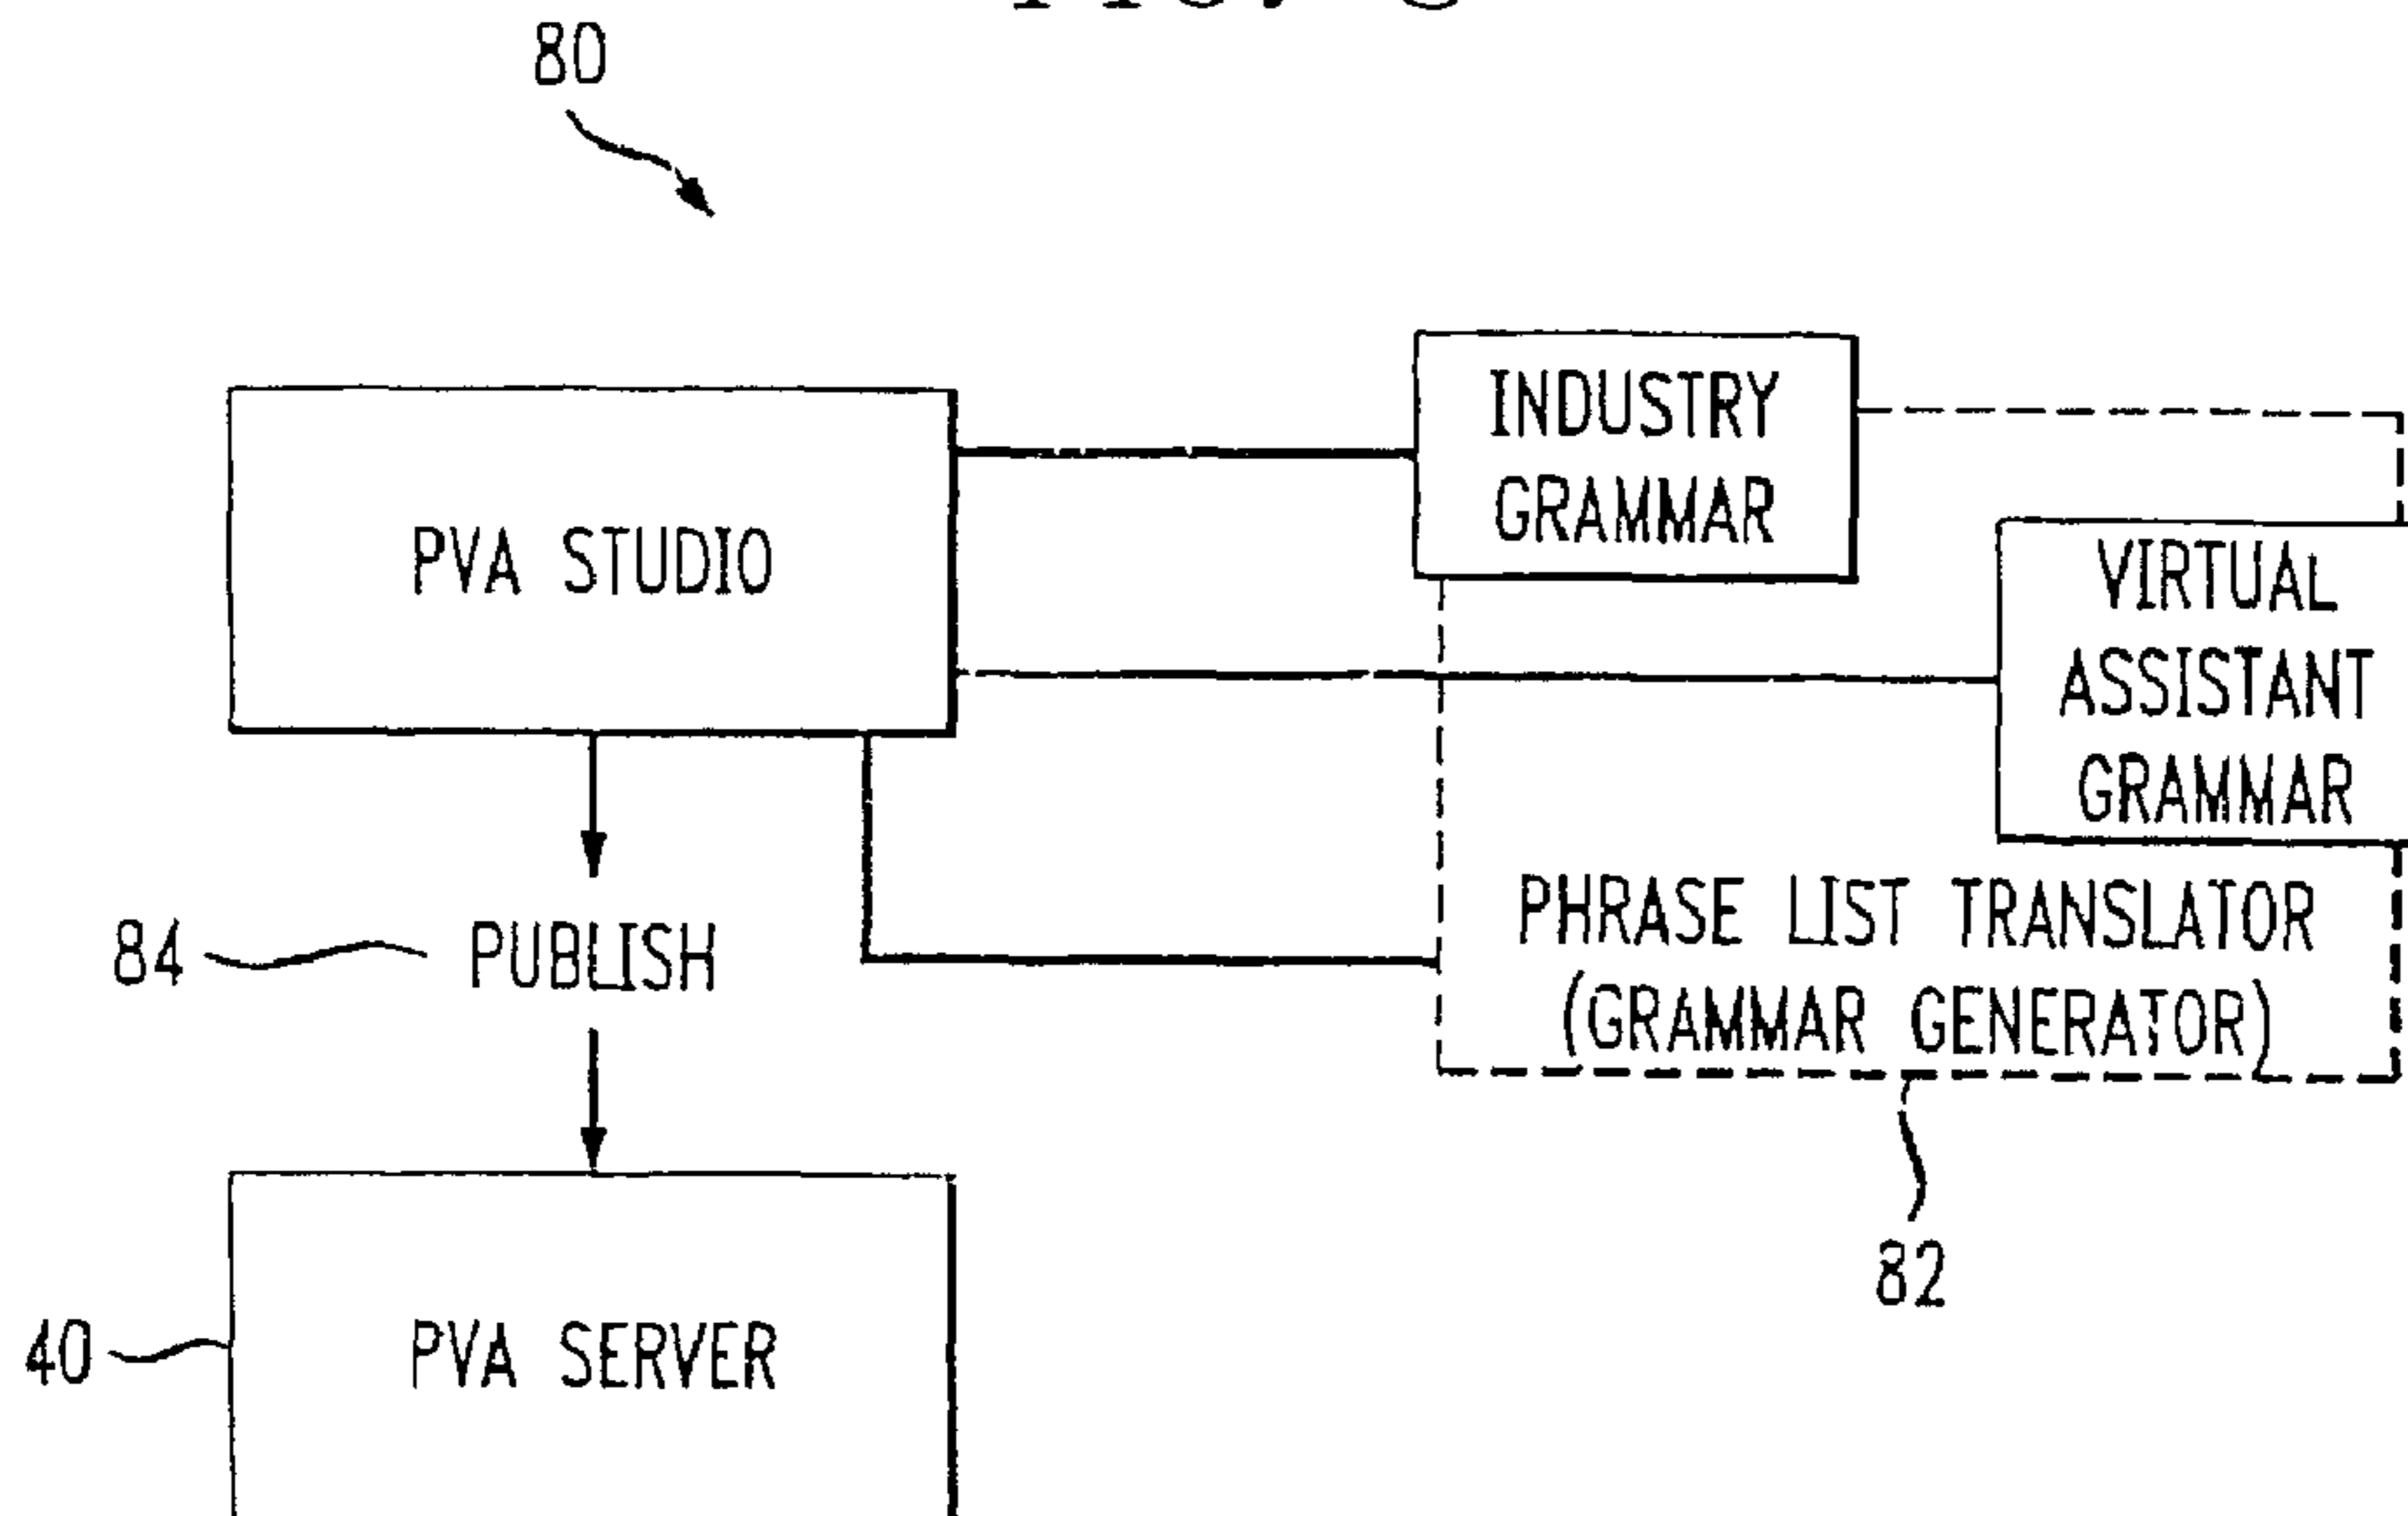 80
INDUSTRY
GRAMMAR
PVA STUDIO
VIRTUAL
ASSISTANT
GRAMMAR
PHRASE LIST TRANSLATOR
(GRAMMAR GENERATOR)
84
PUBLISH
82
40
PVA SERVER